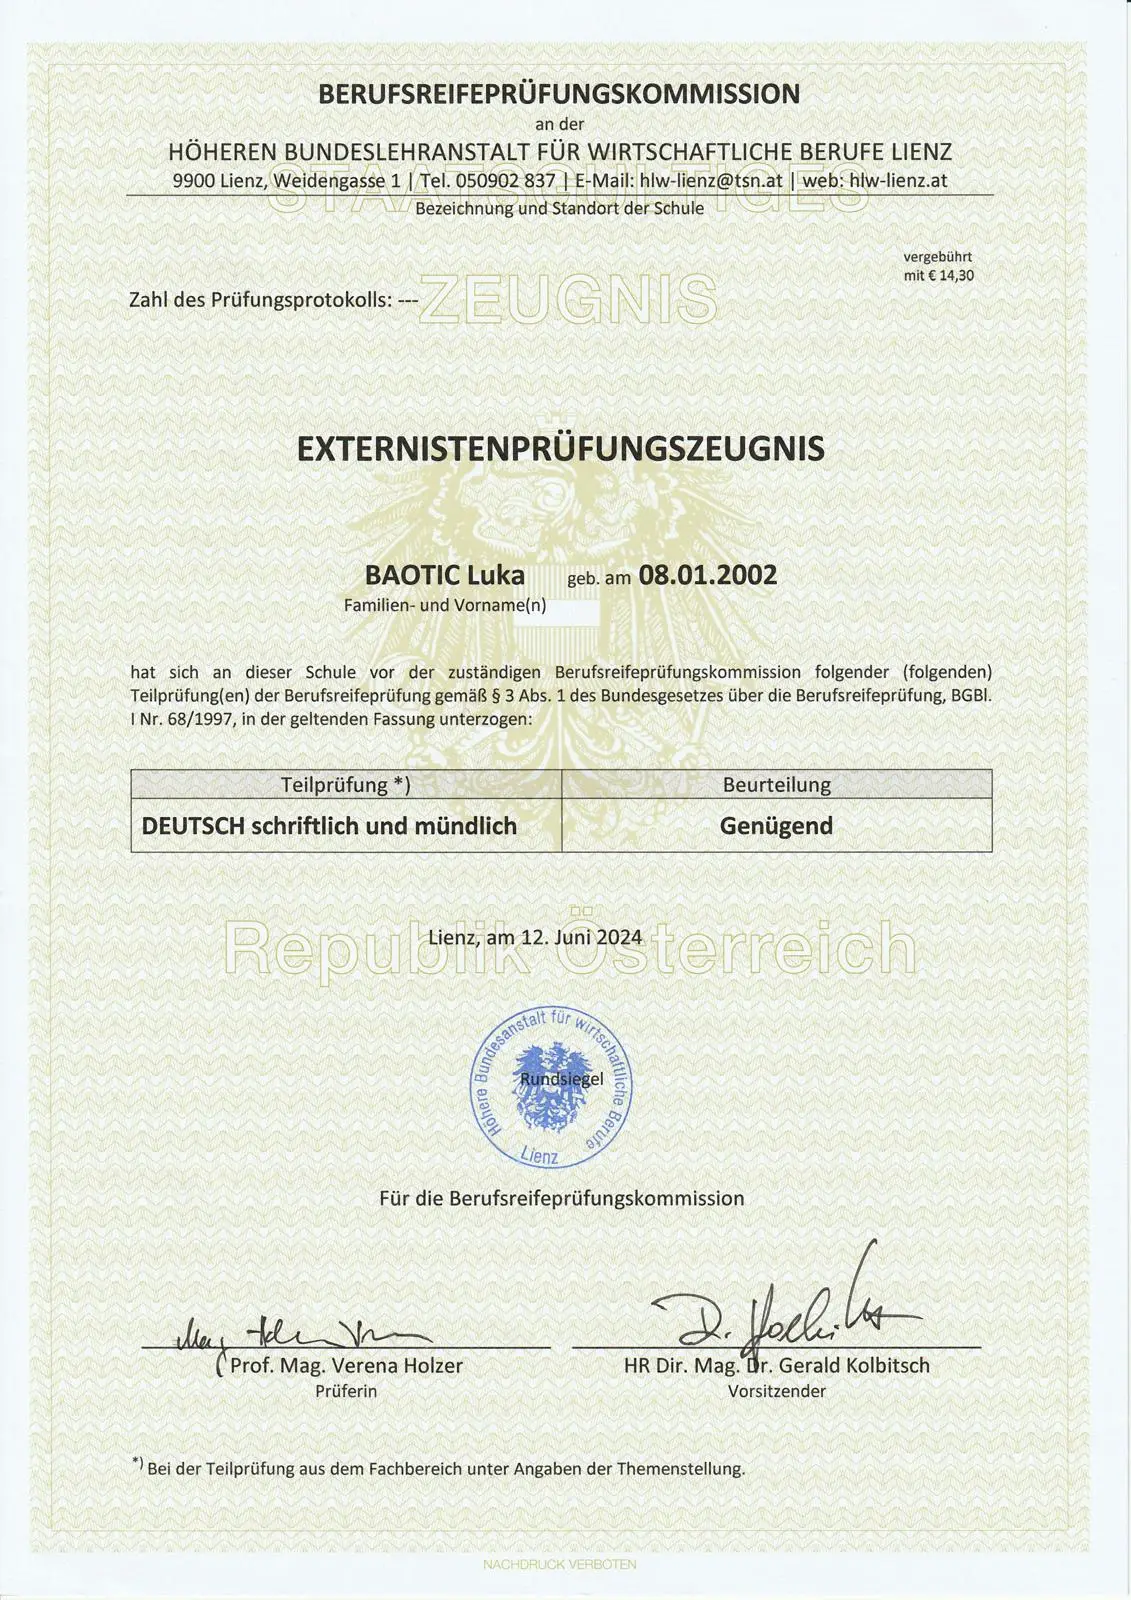 BERUFSREIFEPRÜFUNGSKOMMISSION
an der
HÖHEREN BUNDESLEHRANSTALT FÜR WIRTSCHAFTLICHE BERUFE LIENZ
9900 Lienz, Weidengasse 1 | Tel. 050902 837 | E-Mail: hlw-lienz@tsn.at | web: hlw-lienz.at
STAATSGÜLTIGES
Bezeichnung und Standort der Schule
vergebührt
mit € 14,30
Zahl des Prüfungsprotokolls: ---
ZEUGNIS
EXTERNISTENPRÜFUNGSZEUGNIS
BAOTIC Luka geb. am 08.01.2002
Familien- und Vorname(n)
hat sich an dieser Schule vor der zuständigen Berufsreifeprüfungskommission folgender (folgenden)
Teilprüfung(en) der Berufsreifeprüfung gemäß § 3 Abs. 1 des Bundesgesetzes über die Berufsreifeprüfung, BGBl.
I Nr. 68/1997, in der geltenden Fassung unterzogen:
Teilprüfung *) Beurteilung
DEUTSCH schriftlich und mündlich Genügend
Republik Österreich
Lienz, am 12. Juni 2024
Höhere Bundesanstalt für wirtschaftliche Berufe
Rundsiegel
Lienz
Für die Berufsreifeprüfungskommission
Prof. Mag. Verena Holzer HR Dir. Mag. Dr. Gerald Kolbitsch
Prüferin Vorsitzender
*) Bei der Teilprüfung aus dem Fachbereich unter Angaben der Themenstellung.
NACHDRUCK VERBOTEN